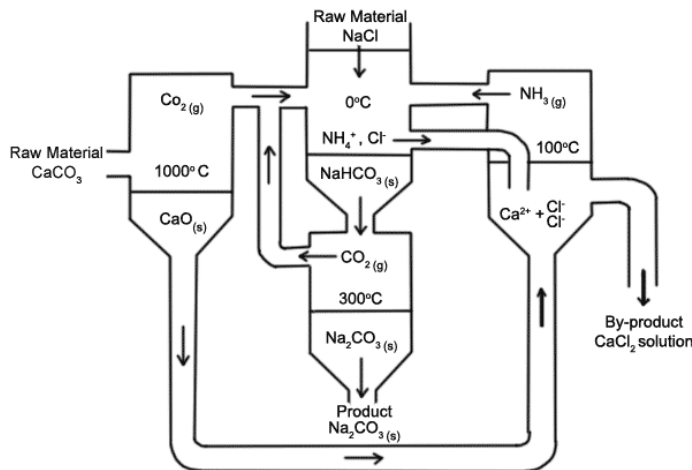 Raw Material
NaCl
Co₂ (g)
0°C
NH₃ (g)
NH₄⁺ , Cl⁻
100°C
Raw Material
CaCO₃
1000° C
NaHCO₃ (s)
CaO(s)
Ca²⁺ + Cl⁻
Cl⁻
CO₂ (g)
300°C
By-product
CaCl₂ solution
Na₂CO₃ (s)
Product
Na₂CO₃ (s)